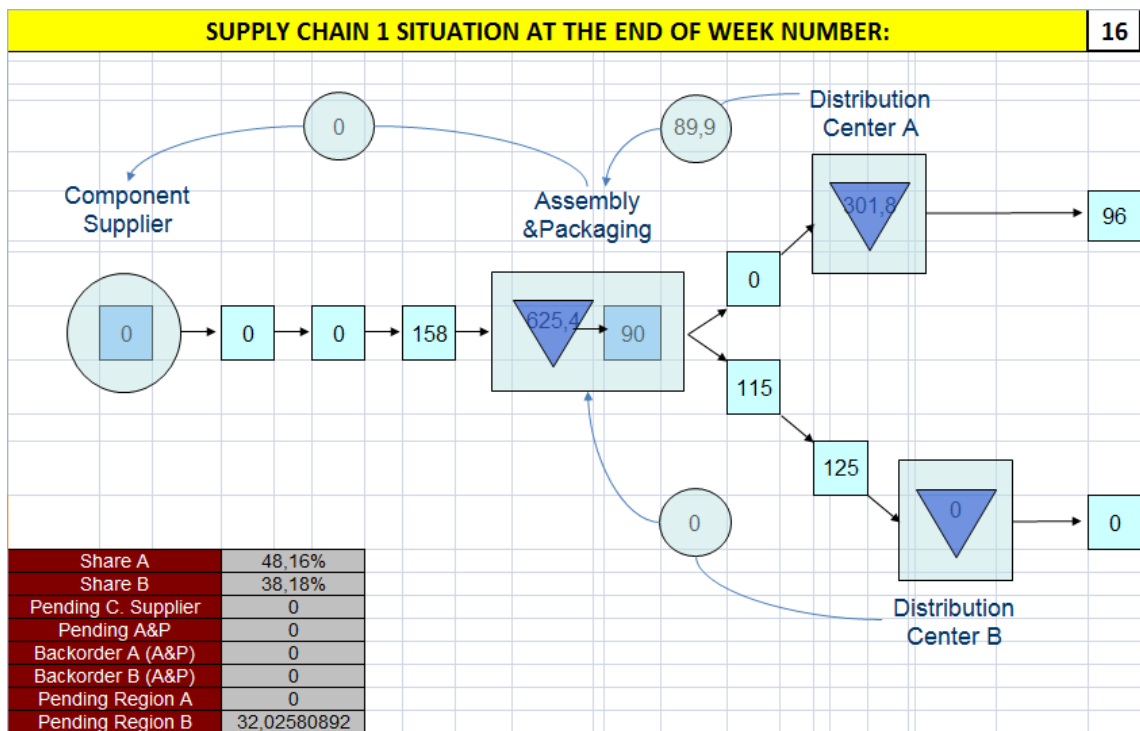 SUPPLY CHAIN 1 SITUATION AT THE END OF WEEK NUMBER: 16
Distribution
Center A
0
89,9
Component
Supplier
Assembly
&Packaging
301,8
96
0
0
0
0
158
625,4
90
115
125
0
0
0
Distribution
Center B
Share A 48,16%
Share B 38,18%
Pending C. Supplier 0
Pending A&P 0
Backorder A (A&P) 0
Backorder B (A&P) 0
Pending Region A 0
Pending Region B 32,02580892